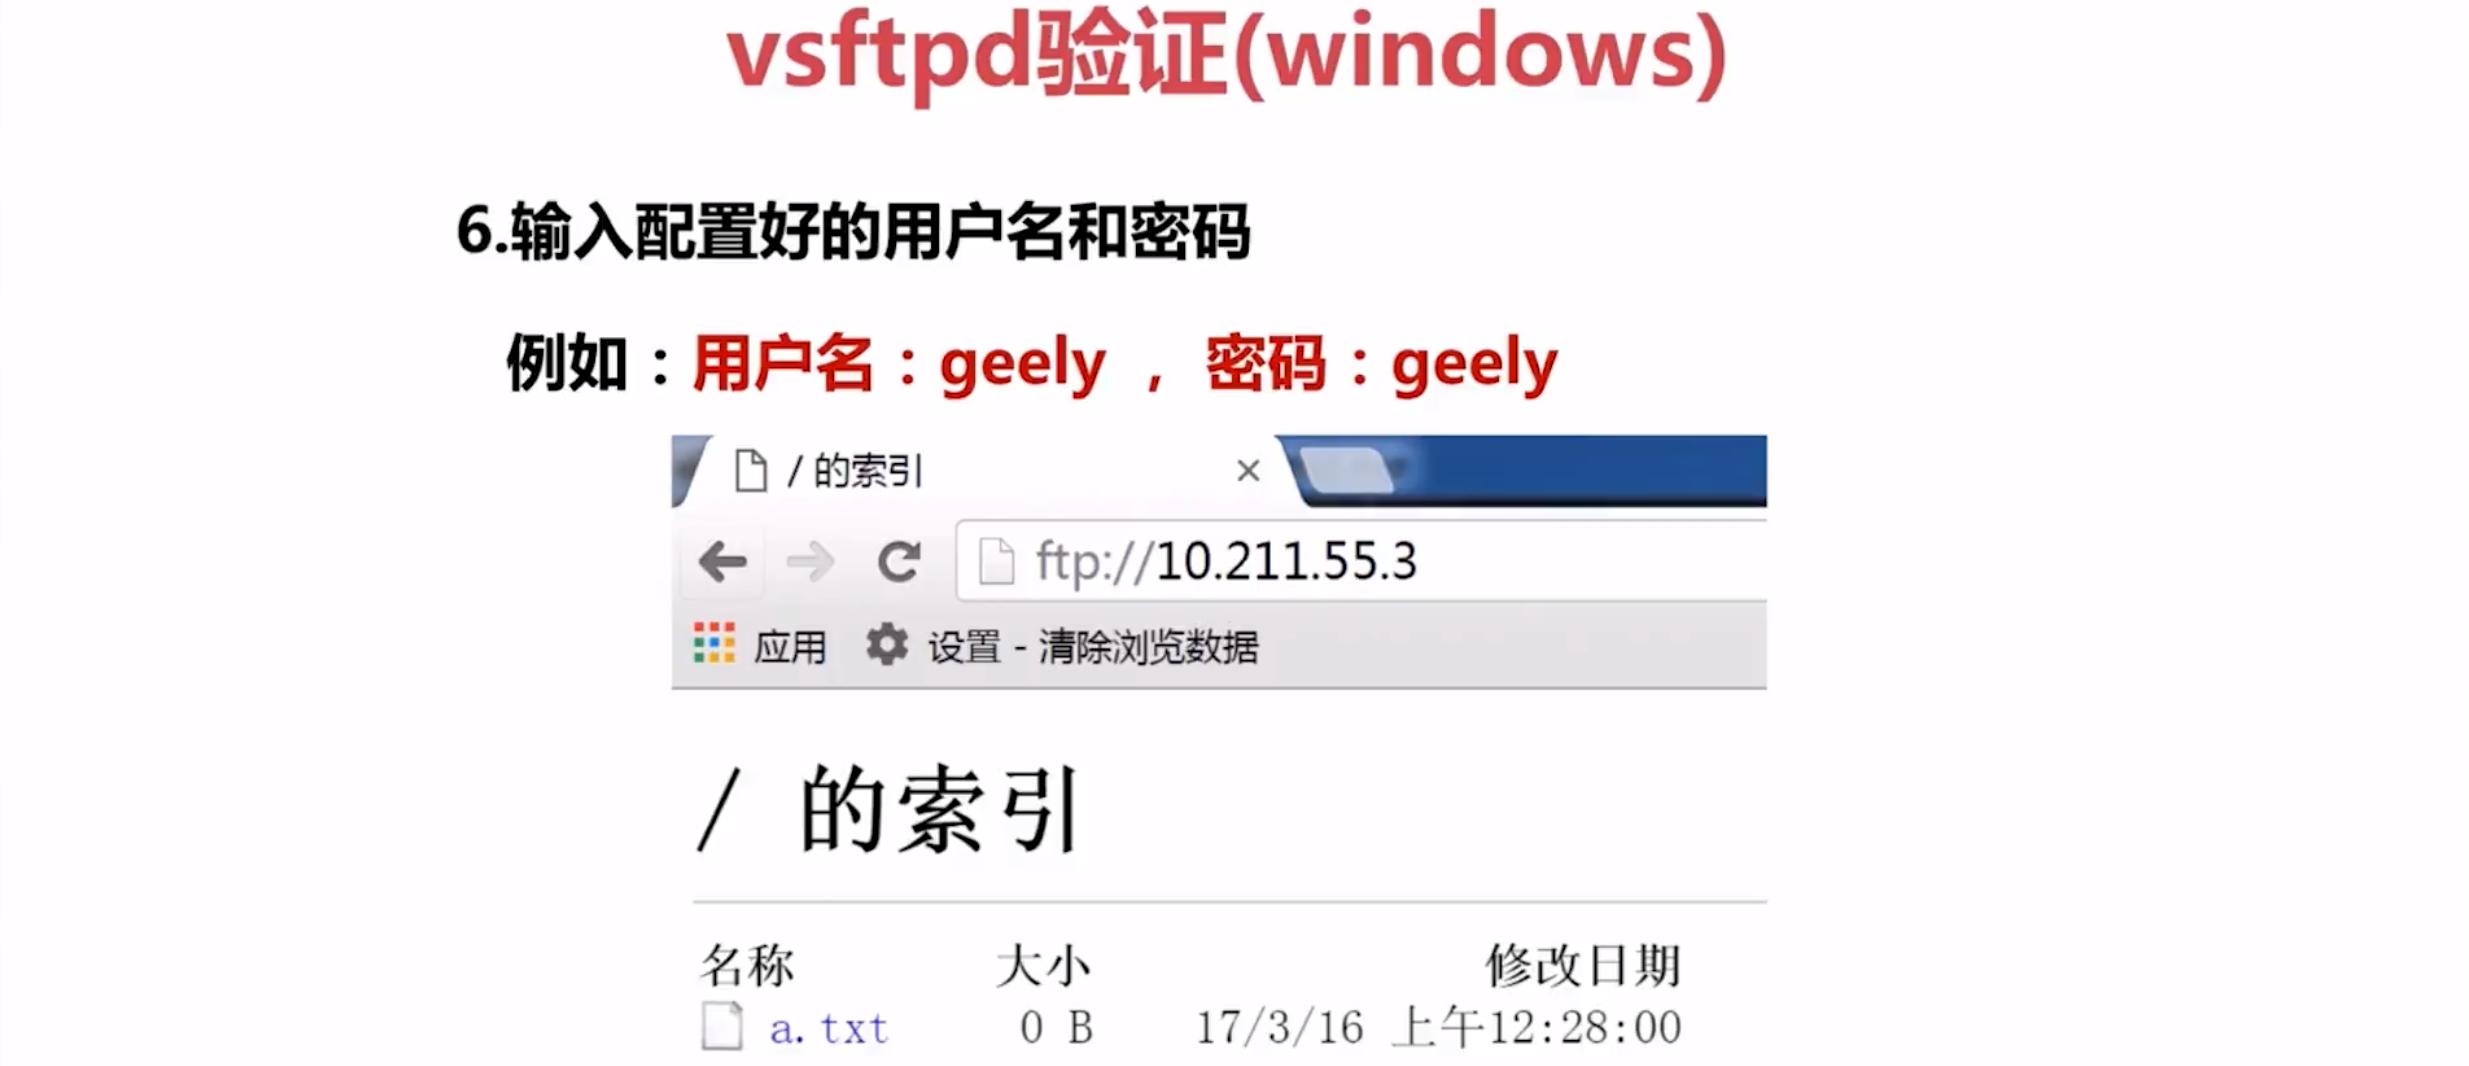 vsftpd验证(windows)
6.输入配置好的用户名和密码
例如：用户名：geely ，密码：geely
/ 的索引
ftp://10.211.55.3
应用 设置 - 清除浏览数据
/ 的索引
名称 大小 修改日期
a.txt 0 B 17/3/16 上午12:28:00